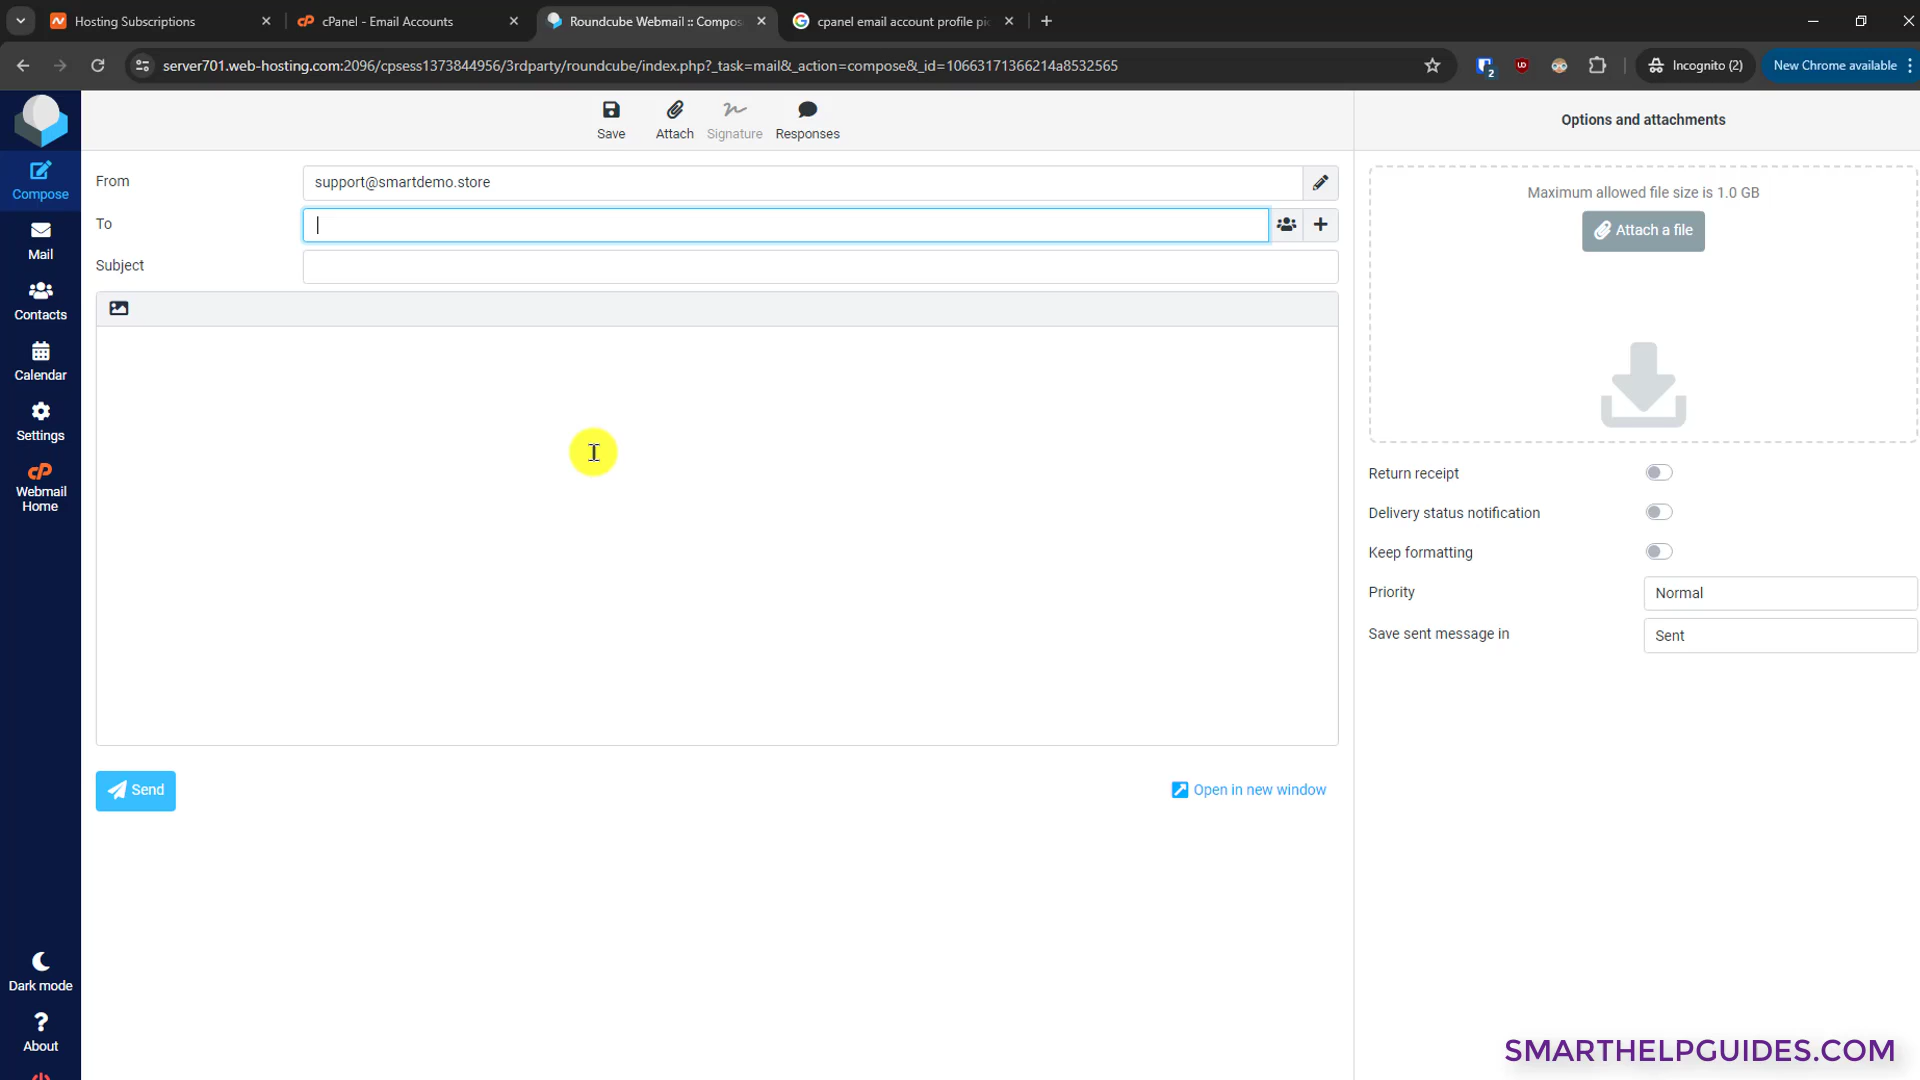 Hosting Subscriptions
cPanel - Email Accounts
Roundcube Webmail :: Compos
cpanel email account profile pi
server701.web-hosting.com:2096/cpsess1373844956/3rdparty/roundcube/index.php?_task=mail&_action=compose&_id=10663171366214a8532565
2
Incognito (2)
New Chrome available
Save
Attach
Signature
Responses
Options and attachments
Compose
Mail
Contacts
Calendar
Settings
cP
Webmail
Home
Dark mode
?
About
From
support@smartdemo.store
To
Subject
Send
Open in new window
Maximum allowed file size is 1.0 GB
Attach a file
Return receipt
Delivery status notification
Keep formatting
Priority
Normal
Save sent message in
Sent
SMARTHELPGUIDES.COM